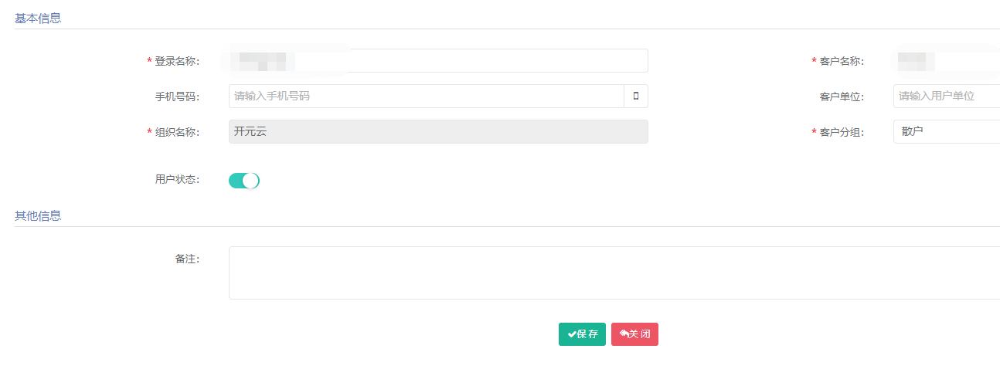 基本信息
* 登录名称: * 客户名称:
手机号码: 请输入手机号码 客户单位: 请输入用户单位
* 组织名称: 开元云 * 客户分组: 散户
用户状态:
其他信息
备注:
保存 关闭